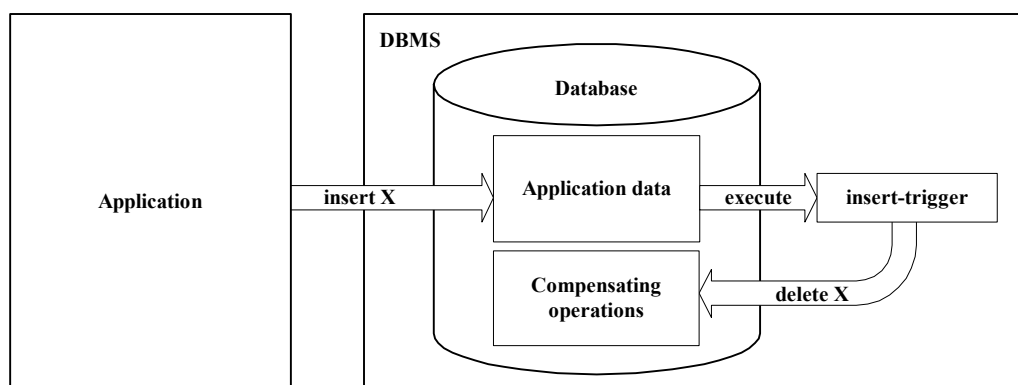 DBMS
Database
Application
insert X
Application data
execute
insert-trigger
Compensating
operations
delete X